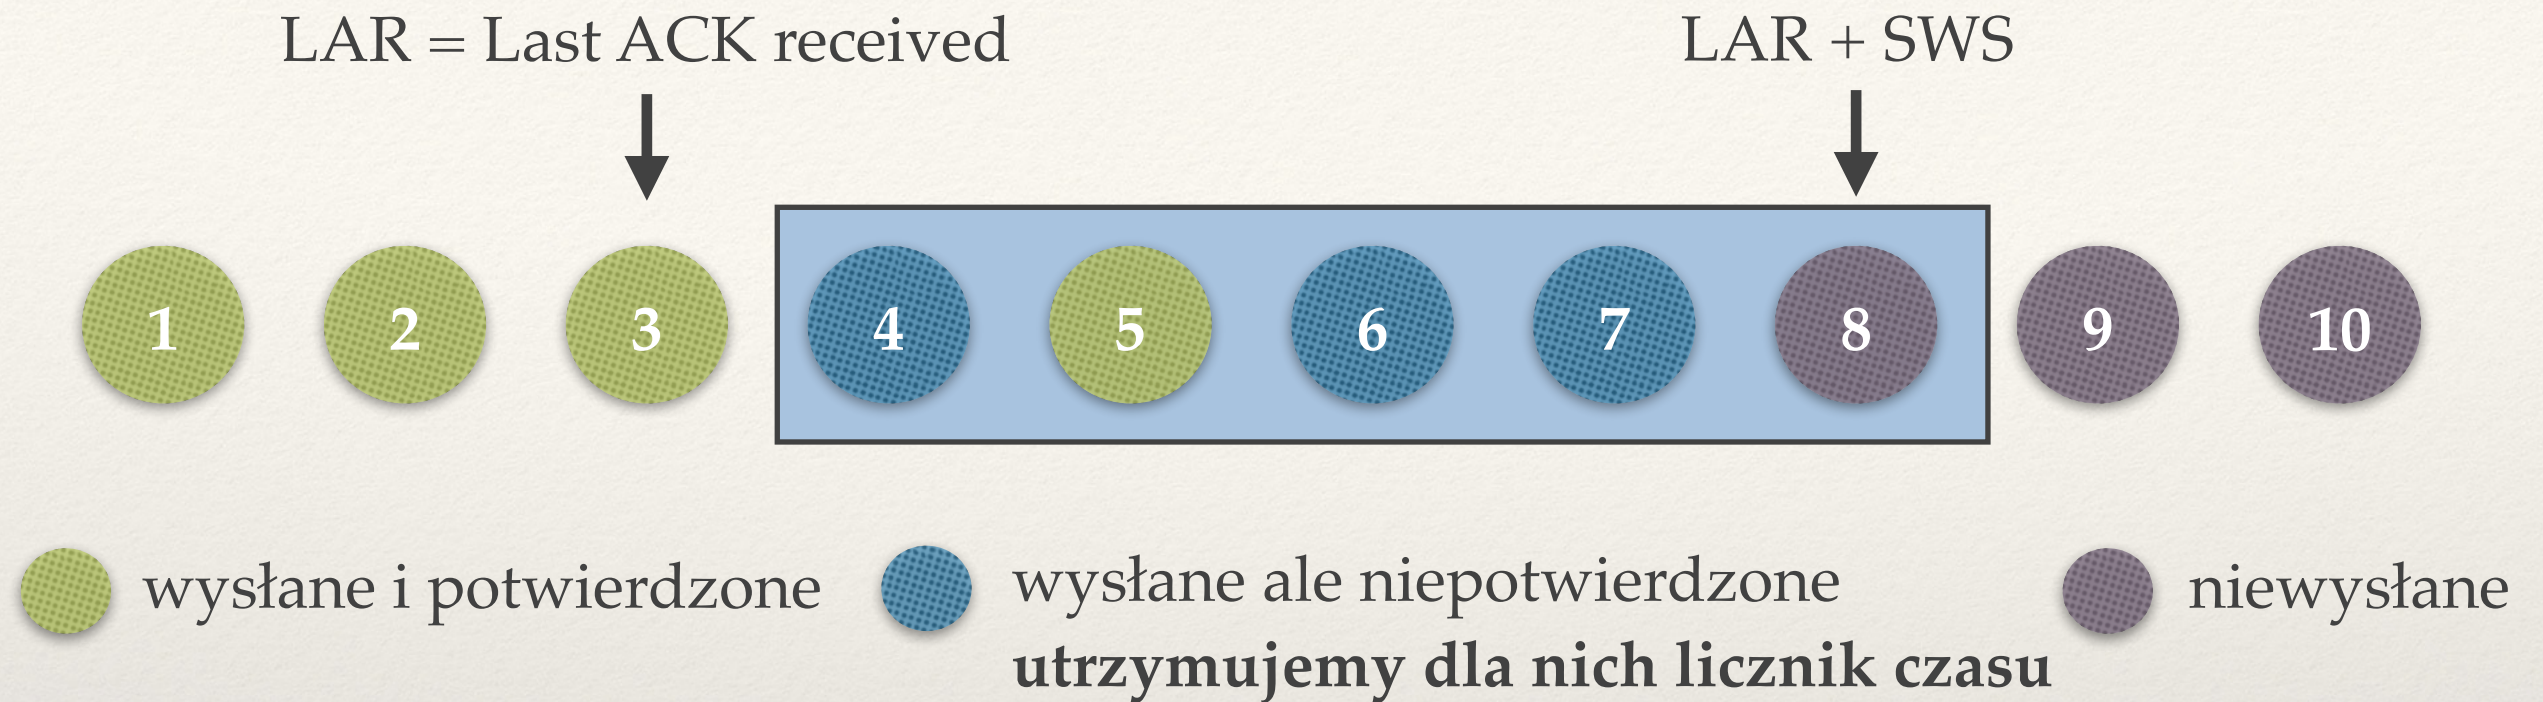 LAR = Last ACK received
LAR + SWS
1 2 3 4 5 6 7 8 9 10
wysłane i potwierdzone
wysłane ale niepotwierdzone
utrzymujemy dla nich licznik czasu
niewysłane